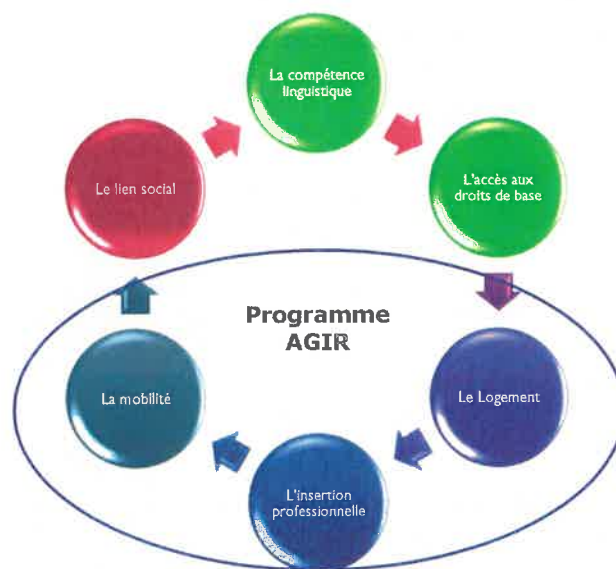 La compétence
linguistique
Le lien social
L'accès aux
droits de base
Programme
AGIR
La mobilité
Le Logement
L'insertion
professionnelle